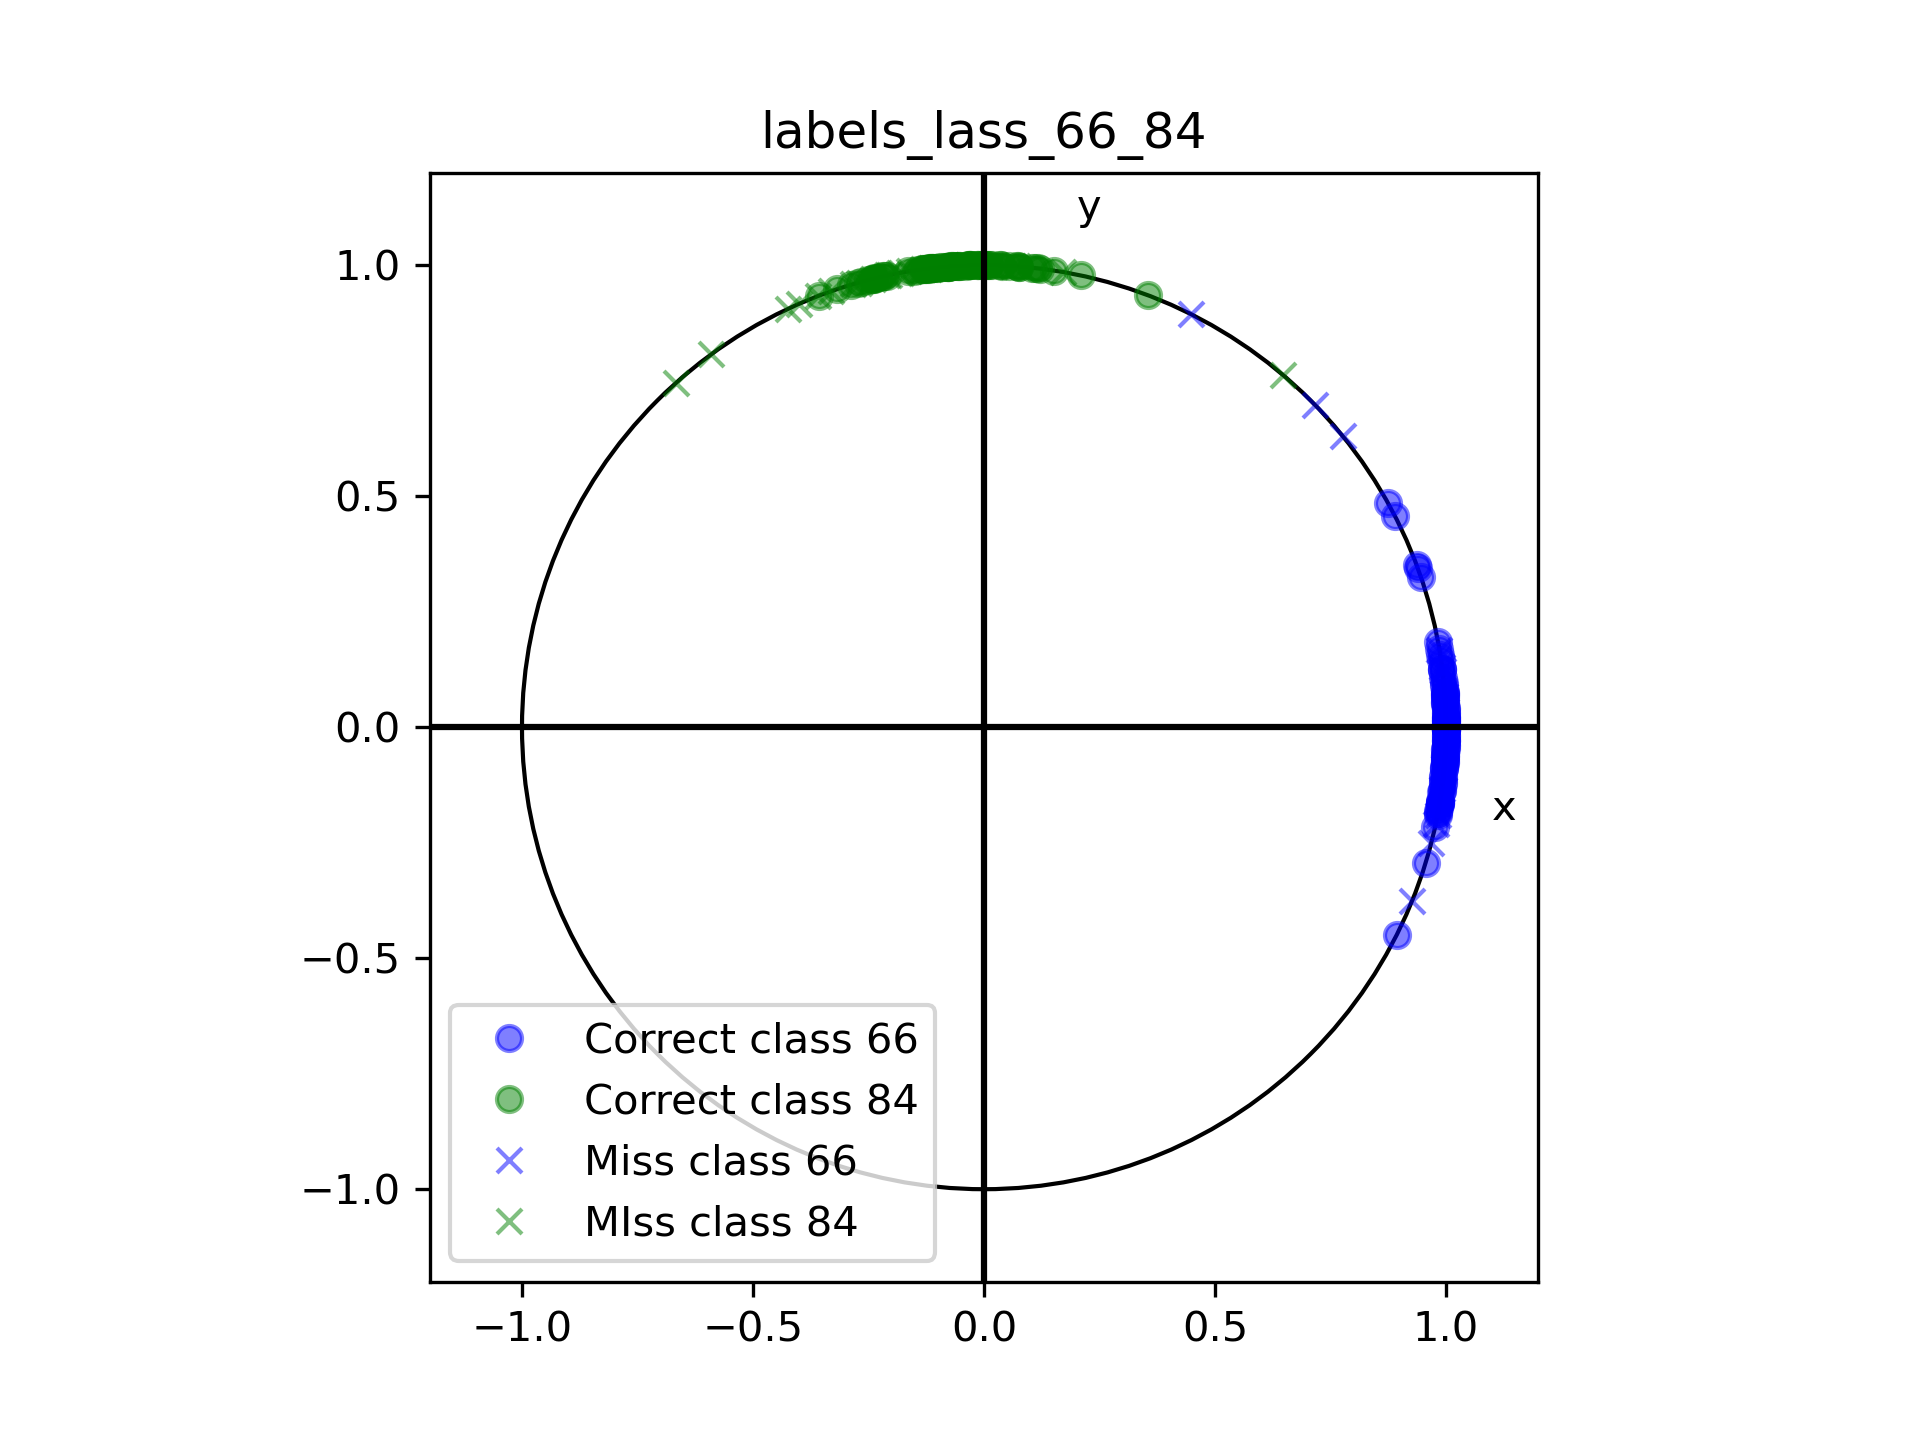 labels_lass_66_84
y
1.0
0.5
0.0
−0.5
−1.0
x
Correct class 66
Correct class 84
Miss class 66
MIss class 84
−1.0 −0.5 0.0 0.5 1.0